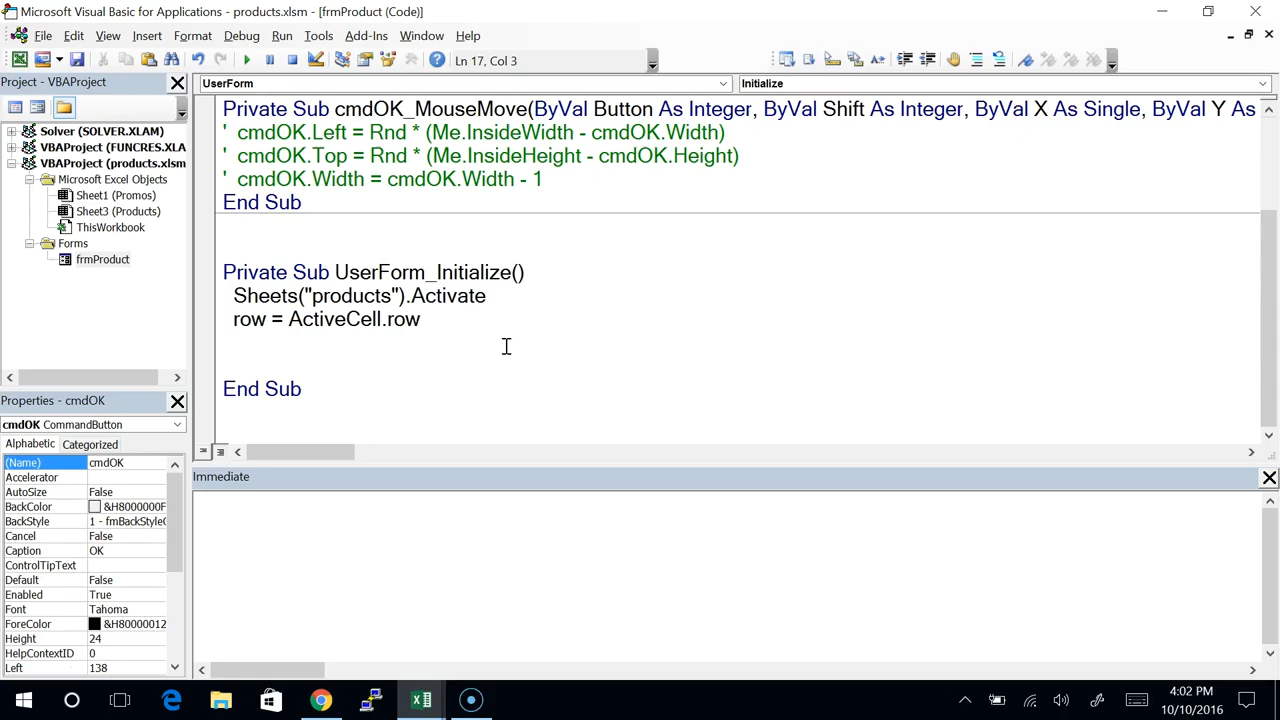 Microsoft Visual Basic for Applications - products.xlsm - [frmProduct (Code)]
File Edit View Insert Format Debug Run Tools Add-Ins Window Help
Ln 17, Col 3
Project - VBAProject
Solver (SOLVER.XLAM)
VBAProject (FUNCRES.XLA
VBAProject (products.xlsm
Microsoft Excel Objects
Sheet1 (Promos)
Sheet3 (Products)
ThisWorkbook
Forms
frmProduct
Properties - cmdOK
cmdOK CommandButton
Alphabetic Categorized
(Name) cmdOK
Accelerator
AutoSize False
BackColor &H8000000F
BackStyle 1 - fmBackStyleO
Cancel False
Caption OK
ControlTipText
Default False
Enabled True
Font Tahoma
ForeColor &H80000012
Height 24
HelpContextID 0
Left 138
UserForm Initialize
Private Sub cmdOK_MouseMove(ByVal Button As Integer, ByVal Shift As Integer, ByVal X As Single, ByVal Y As
' cmdOK.Left = Rnd * (Me.InsideWidth - cmdOK.Width)
' cmdOK.Top = Rnd * (Me.InsideHeight - cmdOK.Height)
' cmdOK.Width = cmdOK.Width - 1
End Sub
Private Sub UserForm_Initialize()
Sheets("products").Activate
row = ActiveCell.row
End Sub
Immediate
4:02 PM
10/10/2016